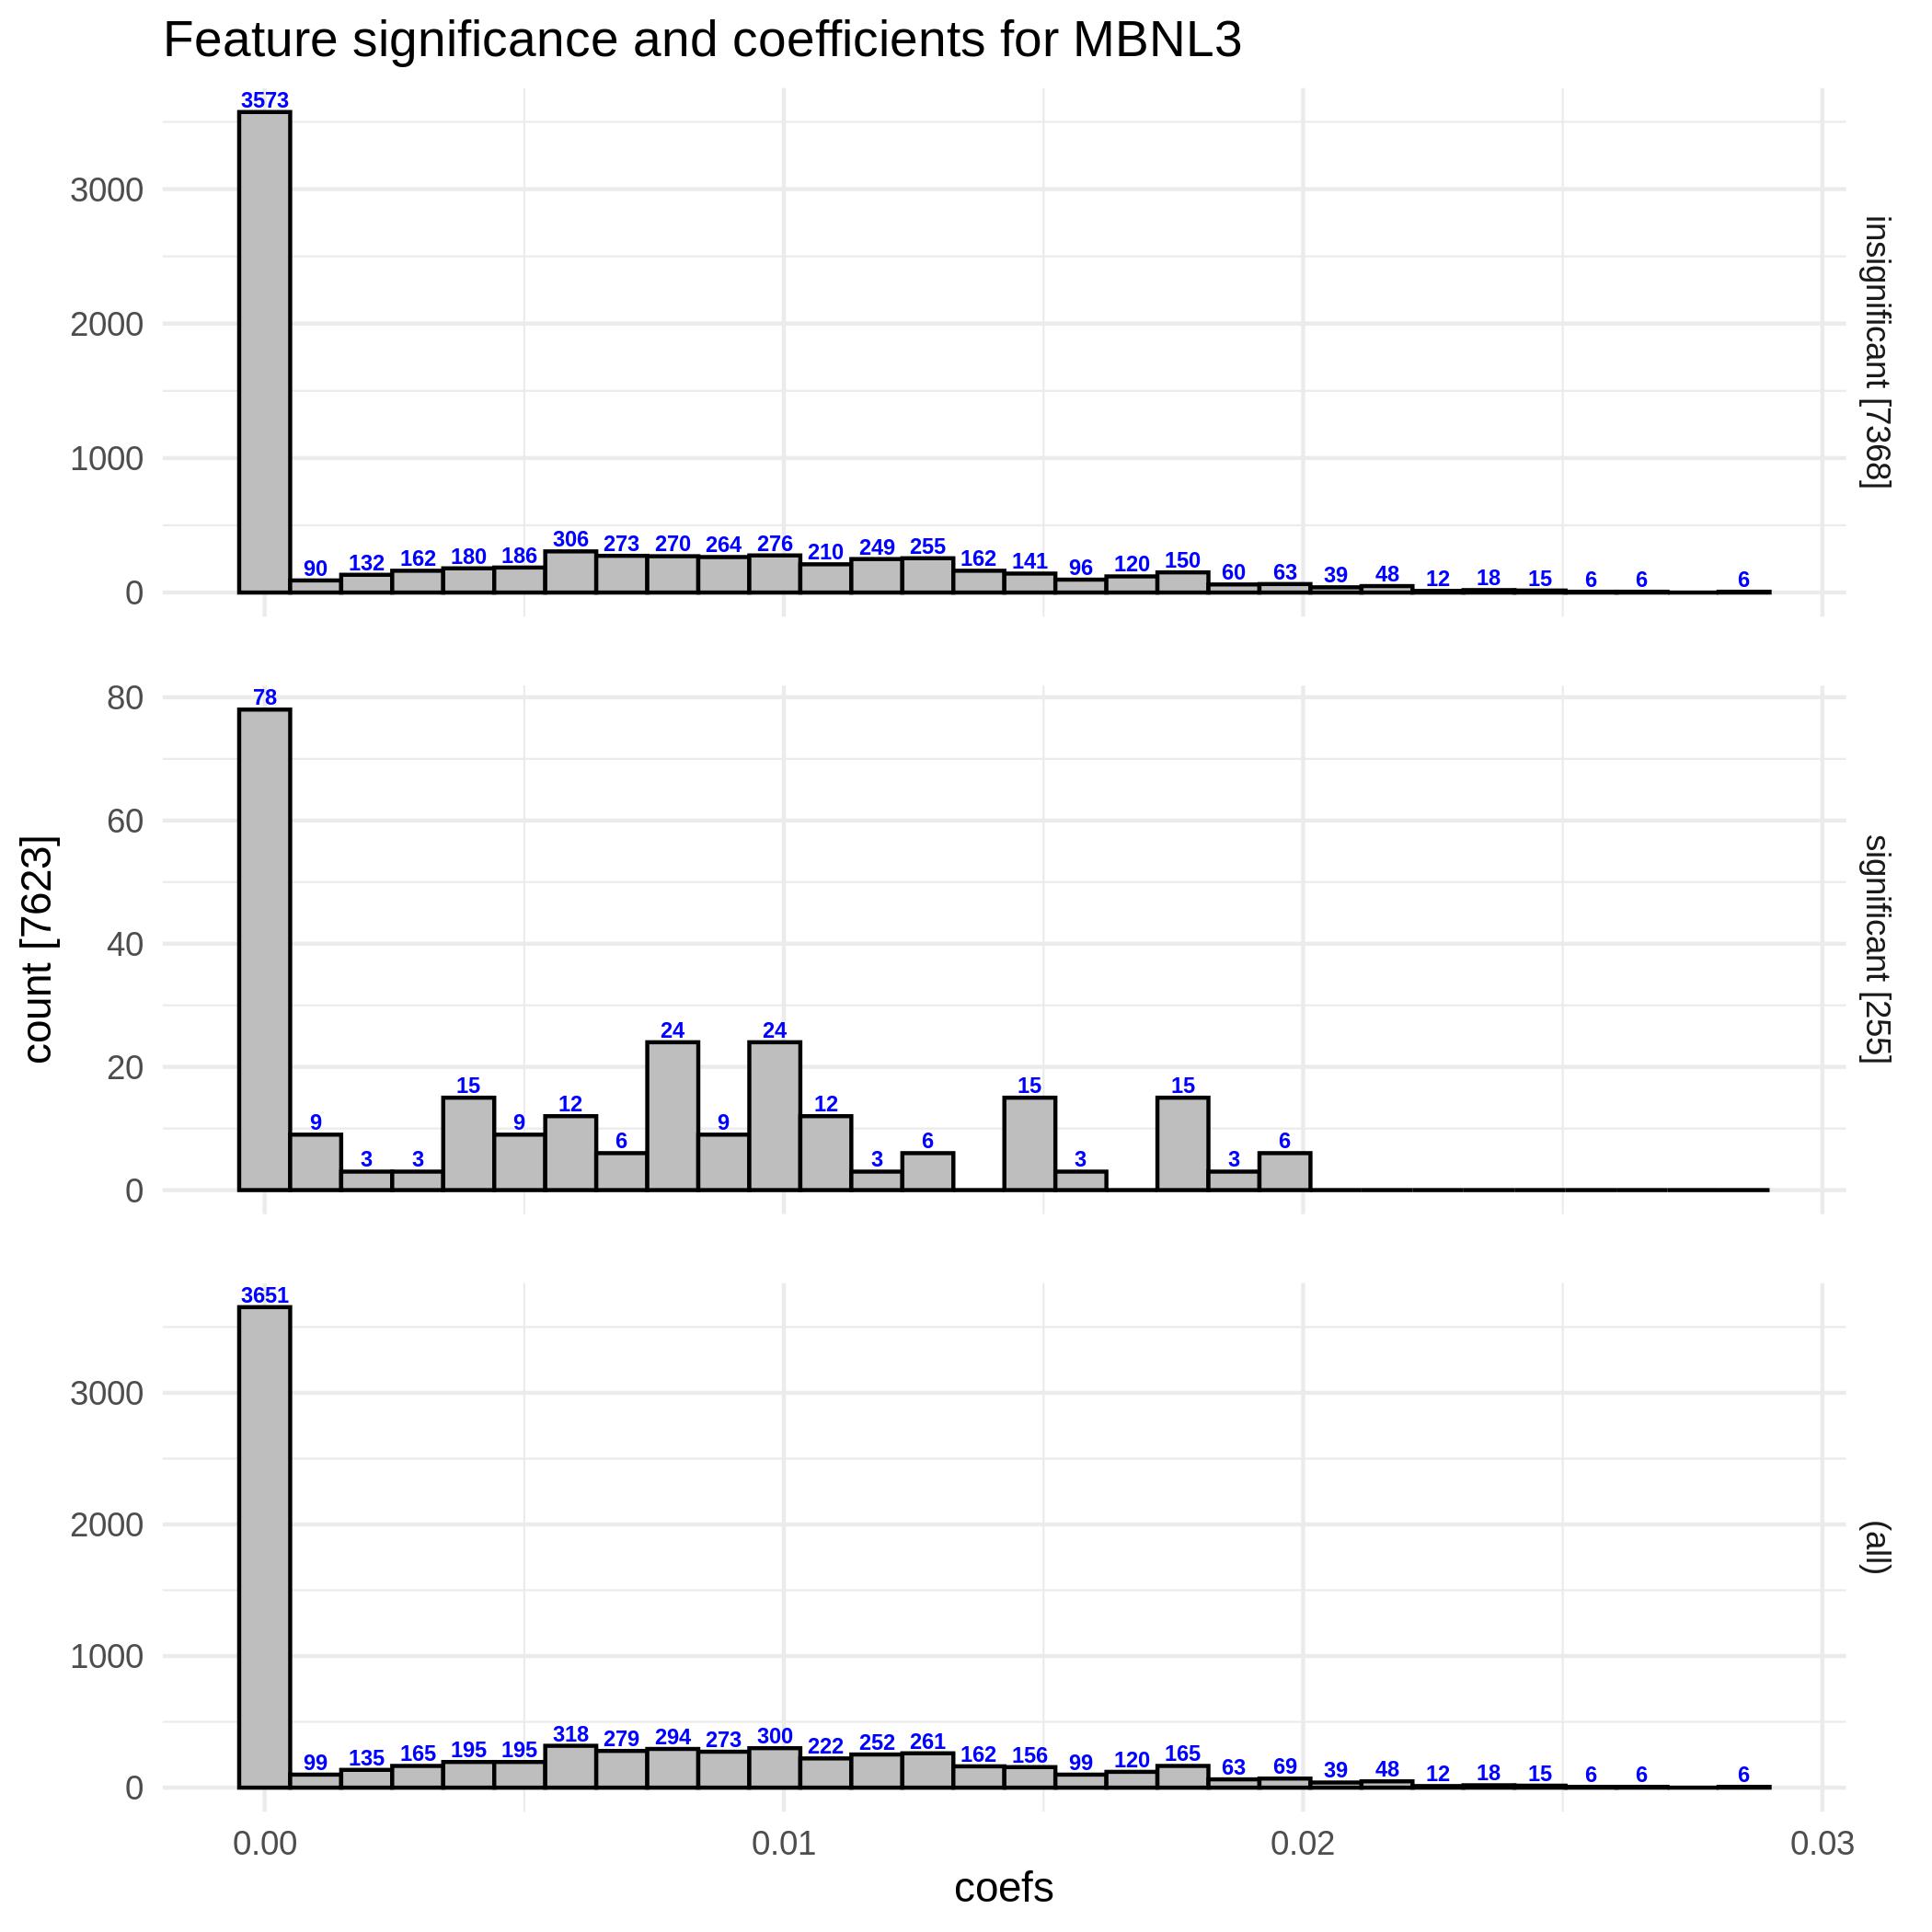 Feature significance and coefficients for MBNL3
3573
3000
2000
1000
0
90 132 162 180 186 306 273 270 264 276 210 249 255 162 141 96 120 150 60 63 39 48 12 18 15 6 6 6
insignificant [7368]
count [7623]
80
60
40
20
0
78 9 3 3 15 9 12 6 24 9 24 12 3 6 15 3 15 3 6
significant [255]
3651
3000
2000
1000
0
99 135 165 195 195 318 279 294 273 300 222 252 261 162 156 99 120 165 63 69 39 48 12 18 15 6 6 6
(all)
0.00 0.01 0.02 0.03
coefs